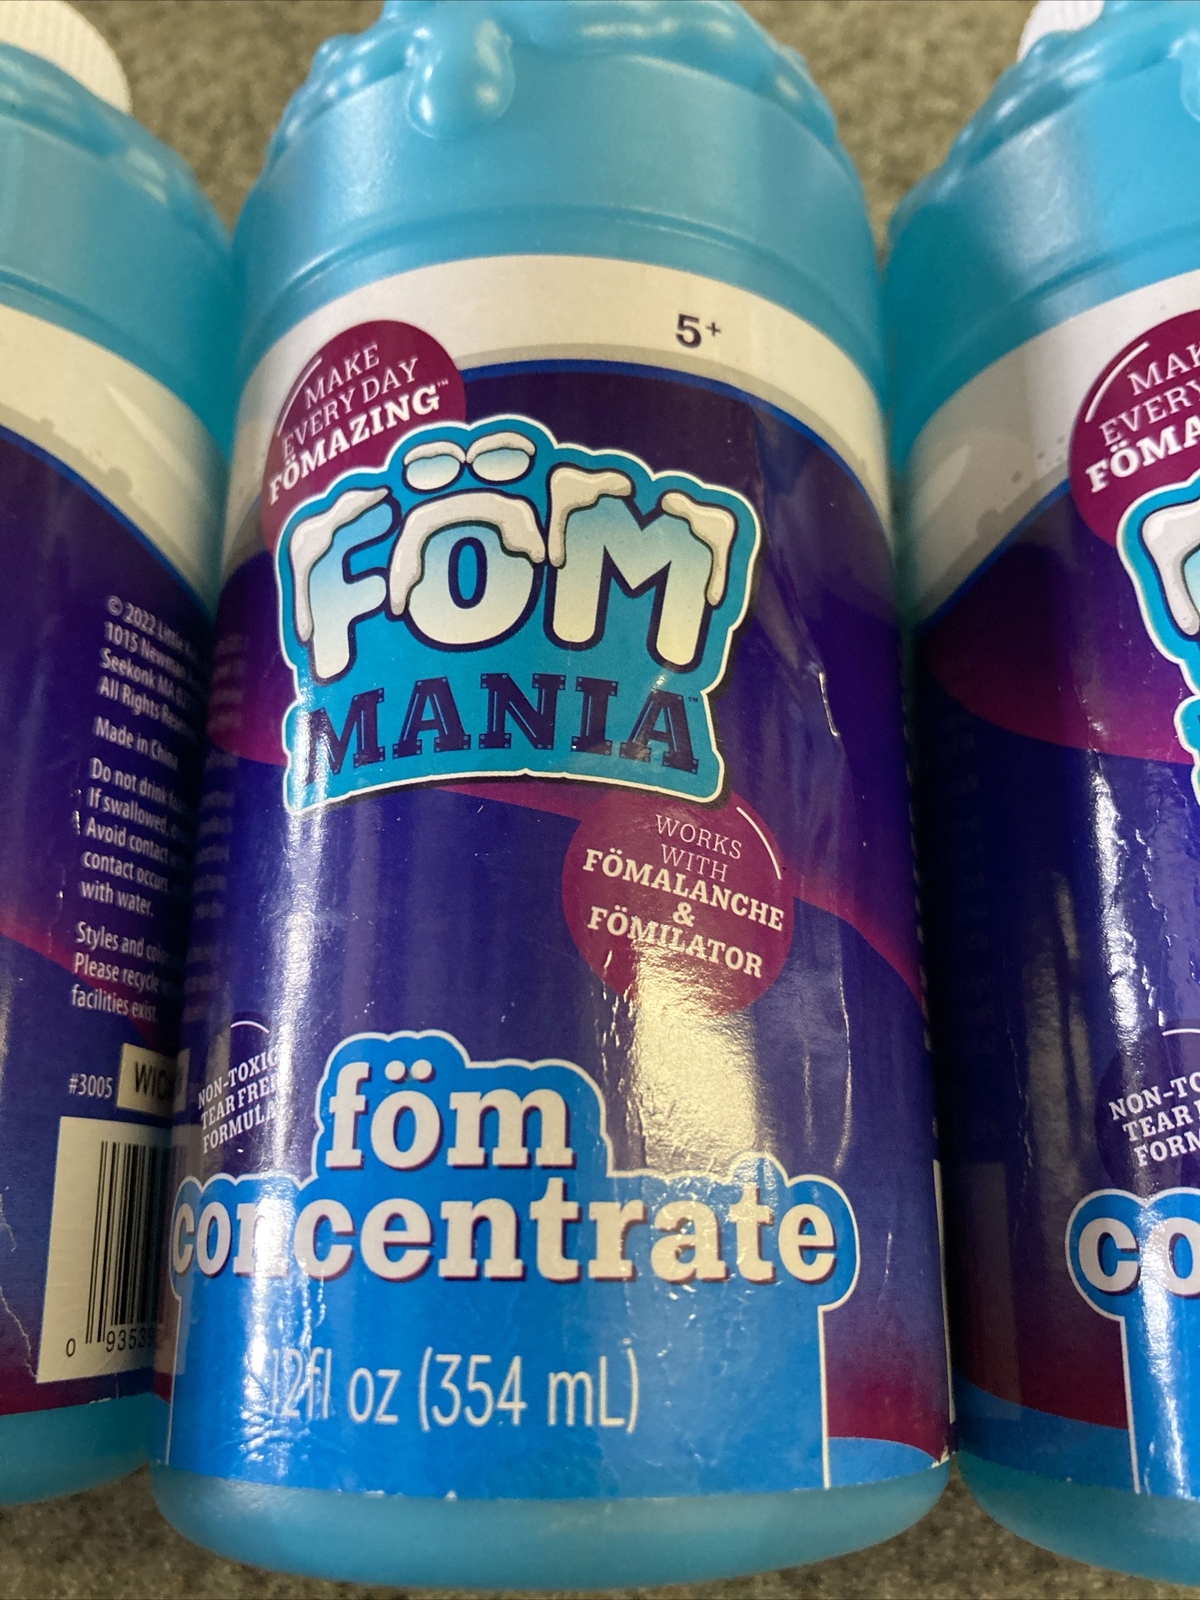 © 2022 Little
1015 Newman
Seekonk MA
All Rights
Made in China
Do not drink
If swallowed,
Avoid contact
contact occurs
with water.
Styles and
Please recycle
facilities exist.
#3005
0 9353
5+
MAKE
EVERY DAY
FÖMAZING™
FÖM
MANIA™
WORKS
WITH
FÖMALANCHE
&
FÖMILATOR
NON-TOXIC
TEAR FREE
FORMULA
föm
concentrate
12fl oz (354 mL)
MAK
EVERY
FÖMA
NON-TO
TEAR
FORM
co